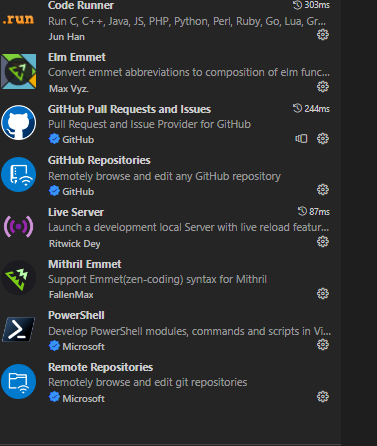 .run
Code Runner 303ms
Run C, C++, Java, JS, PHP, Python, Perl, Ruby, Go, Lua, Gr...
Jun Han
Elm Emmet
Convert emmet abbreviations to composition of elm func...
Max Vyz.
GitHub Pull Requests and Issues 244ms
Pull Request and Issue Provider for GitHub
GitHub
GitHub Repositories
Remotely browse and edit any GitHub repository
GitHub
Live Server 87ms
Launch a development local Server with live reload featur...
Ritwick Dey
Mithril Emmet
Support Emmet(zen-coding) syntax for Mithril
FallenMax
PowerShell
Develop PowerShell modules, commands and scripts in Vi...
Microsoft
Remote Repositories
Remotely browse and edit git repositories
Microsoft